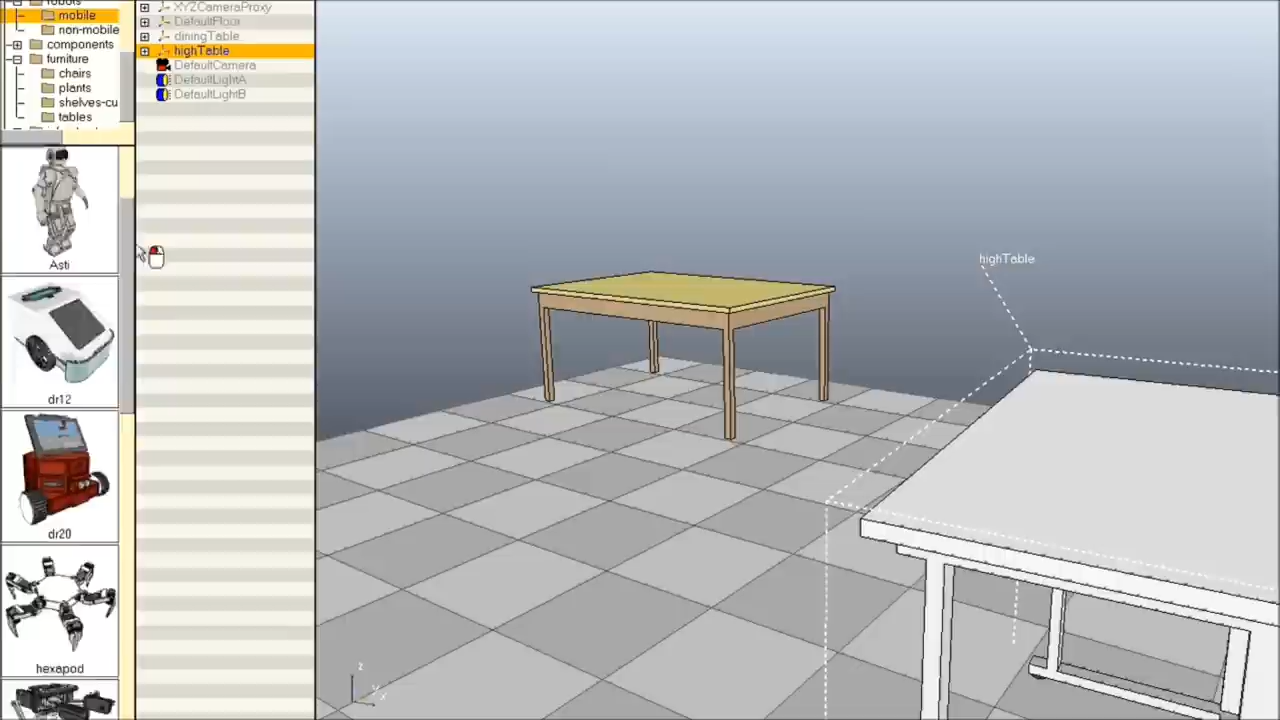 robots
mobile
non-mobile
components
furniture
chairs
plants
shelves-cu
tables
Asti
dr12
dr20
hexapod
XYZCameraProxy
DefaultFloor
diningTable
highTable
DefaultCamera
DefaultLightA
DefaultLightB
highTable
z
x